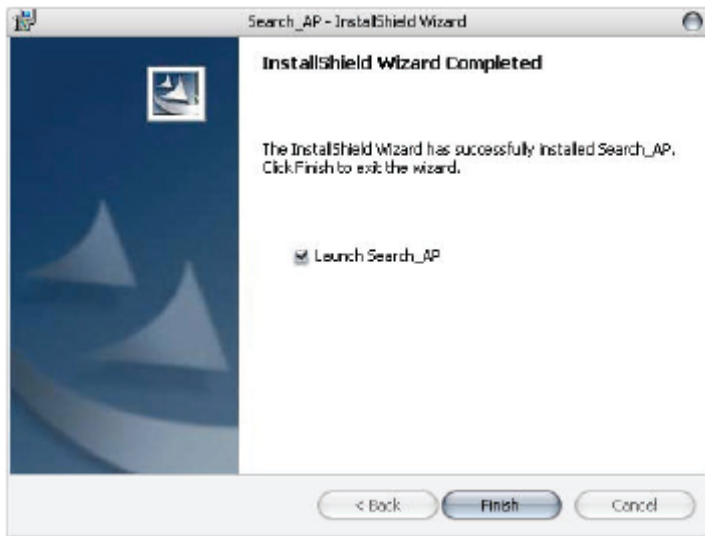 Search_AP - InstallShield Wizard
InstallShield Wizard Completed
The InstallShield Wizard has successfully installed Search_AP.
Click Finish to exit the wizard.
Launch Search_AP
< Back
Finish
Cancel